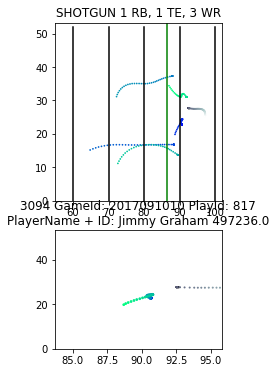 SHOTGUN 1 RB, 1 TE, 3 WR
50
40
30
20
10
0
60 70 80 90 100
3094 GameId: 2017091010 PlayId: 817
PlayerName + ID: Jimmy Graham 497236.0
40
20
0
85.0 87.5 90.0 92.5 95.0